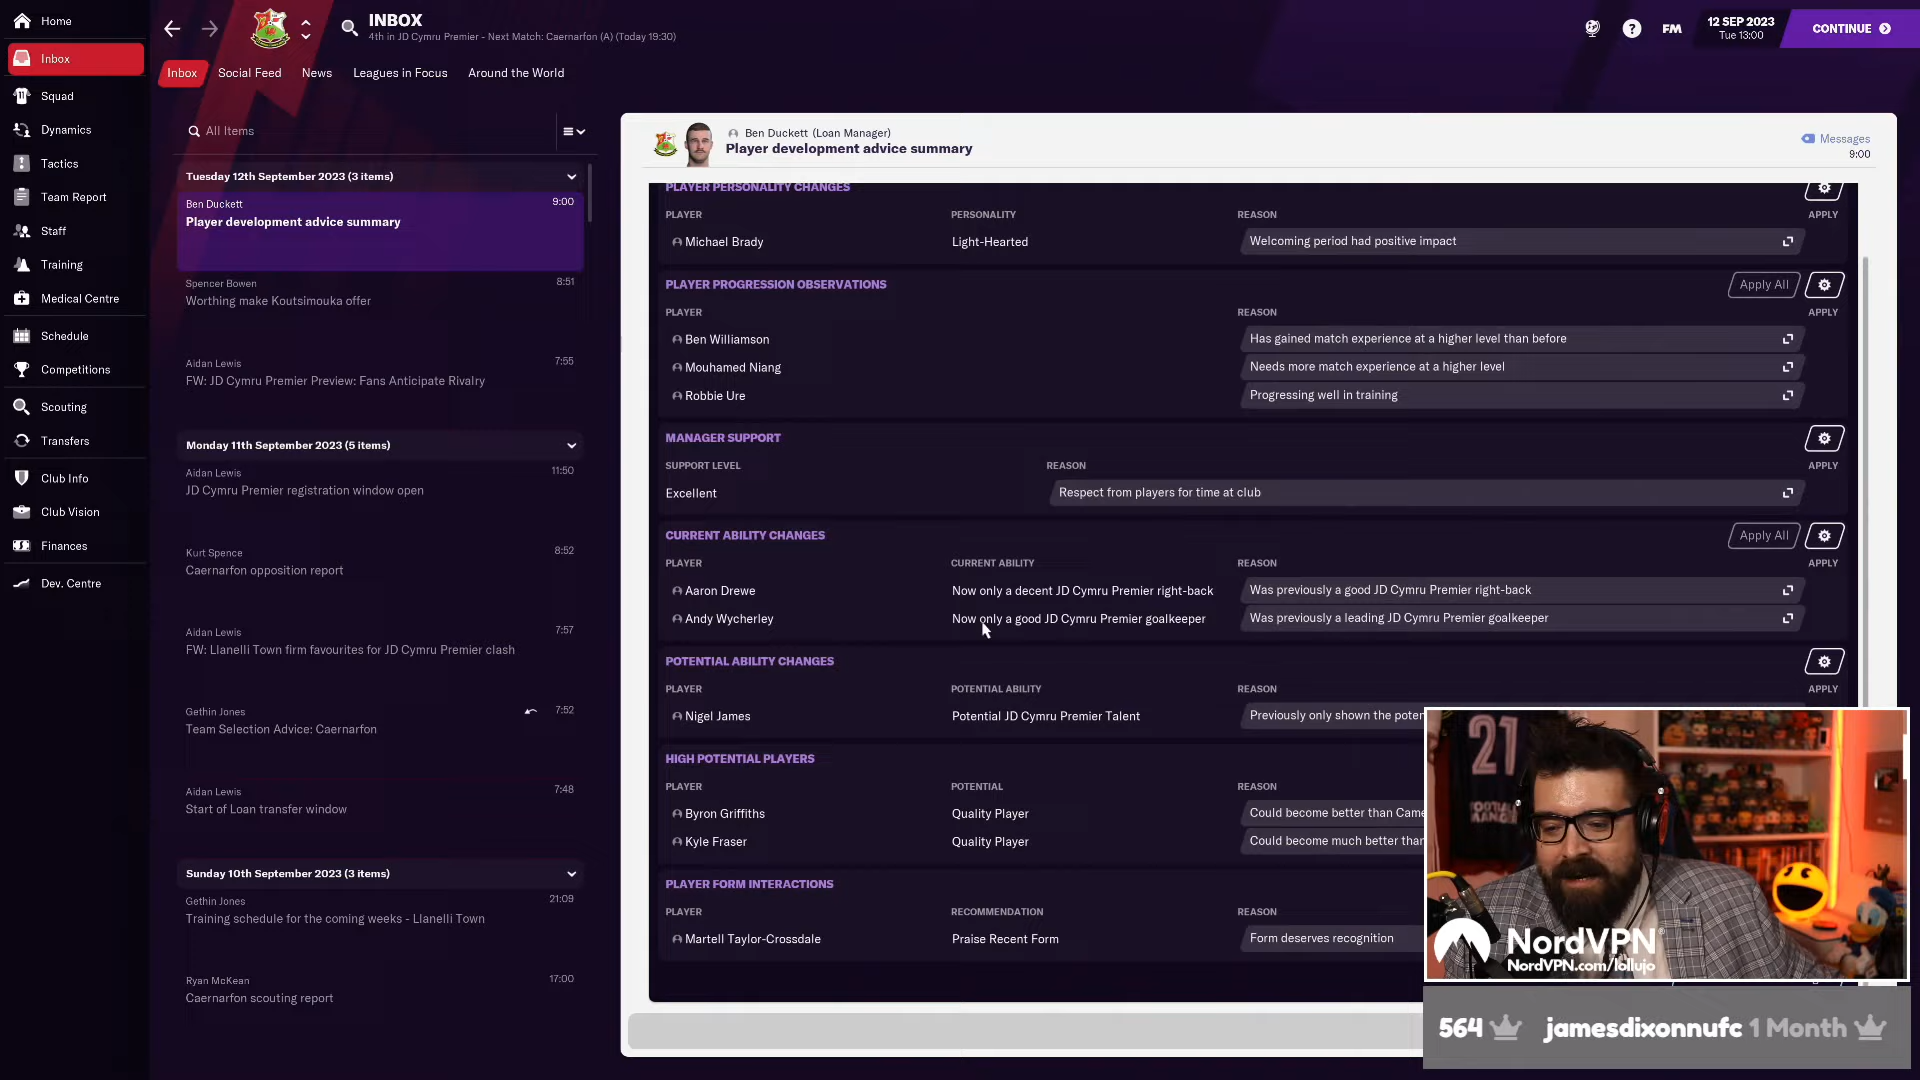 Home
Inbox
Squad
Dynamics
Tactics
Team Report
Staff
Training
Medical Centre
Schedule
Competitions
Scouting
Transfers
Club Info
Club Vision
Finances
Dev. Centre
INBOX
4th in JD Cymru Premier - Next Match: Caernarfon (A) (Today 19:30)
FM
12 SEP 2023
Tue 13:00
CONTINUE
Inbox
Social Feed
News
Leagues in Focus
Around the World
All Items
Tuesday 12th September 2023 (3 items)
Ben Duckett 9:00
Player development advice summary
Spencer Bowen 8:51
Worthing make Koutsimouka offer
Aidan Lewis 7:55
FW: JD Cymru Premier Preview: Fans Anticipate Rivalry
Monday 11th September 2023 (5 items)
Aidan Lewis 11:50
JD Cymru Premier registration window open
Kurt Spence 8:52
Caernarfon opposition report
Aidan Lewis 7:57
FW: Llanelli Town firm favourites for JD Cymru Premier clash
Gethin Jones 7:52
Team Selection Advice: Caernarfon
Aidan Lewis 7:48
Start of Loan transfer window
Sunday 10th September 2023 (3 items)
Gethin Jones 21:09
Training schedule for the coming weeks - Llanelli Town
Ryan McKean 17:00
Caernarfon scouting report
Ben Duckett (Loan Manager)
Player development advice summary
Messages
9:00
PLAYER PERSONALITY CHANGES
PLAYER PERSONALITY REASON APPLY
Michael Brady Light-Hearted Welcoming period had positive impact
PLAYER PROGRESSION OBSERVATIONS Apply All
PLAYER REASON APPLY
Ben Williamson Has gained match experience at a higher level than before
Mouhamed Niang Needs more match experience at a higher level
Robbie Ure Progressing well in training
MANAGER SUPPORT
SUPPORT LEVEL REASON APPLY
Excellent Respect from players for time at club
CURRENT ABILITY CHANGES Apply All
PLAYER CURRENT ABILITY REASON APPLY
Aaron Drewe Now only a decent JD Cymru Premier right-back Was previously a good JD Cymru Premier right-back
Andy Wycherley Now only a good JD Cymru Premier goalkeeper Was previously a leading JD Cymru Premier goalkeeper
POTENTIAL ABILITY CHANGES
PLAYER POTENTIAL ABILITY REASON APPLY
Nigel James Potential JD Cymru Premier Talent Previously only shown the poten
HIGH POTENTIAL PLAYERS
PLAYER POTENTIAL REASON
Byron Griffiths Quality Player Could become better than Came
Kyle Fraser Quality Player Could become much better than
PLAYER FORM INTERACTIONS
PLAYER RECOMMENDATION REASON
Martell Taylor-Crossdale Praise Recent Form Form deserves recognition
21
NordVPN®
NordVPN.com/lollujo
564 jamesdixonnufc 1 Month